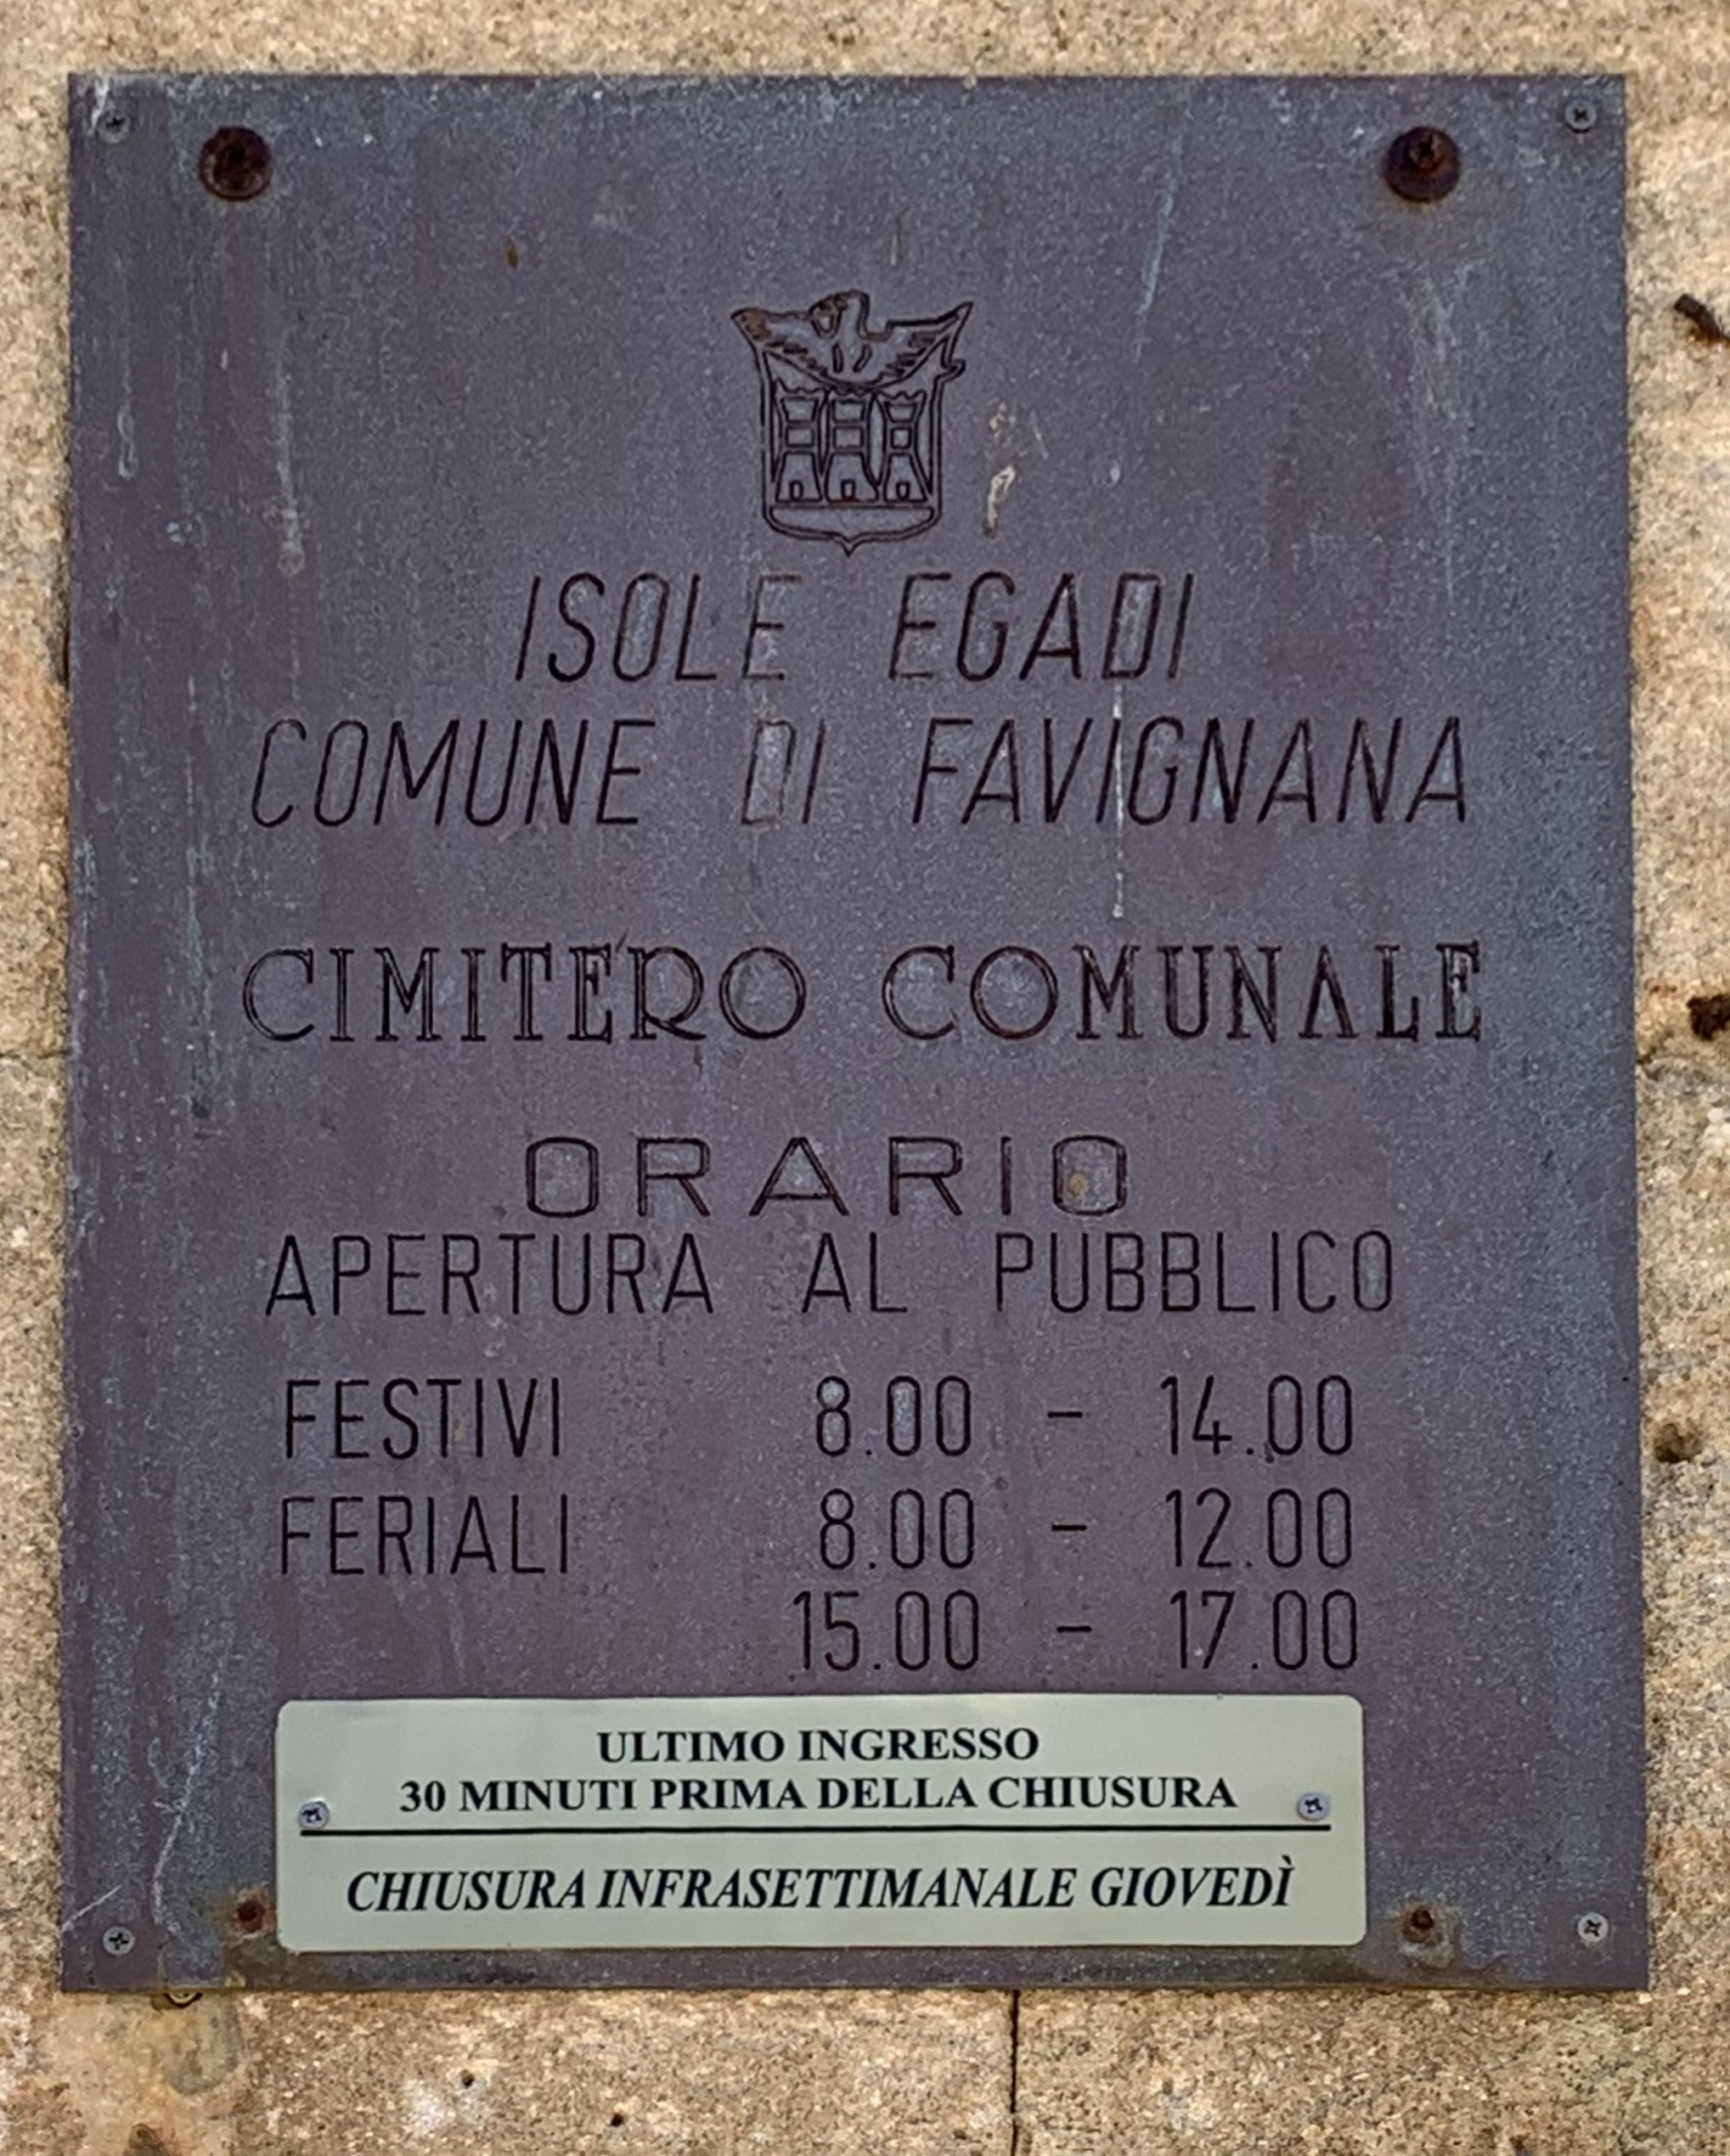 ISOLE EGADI
COMUNE DI FAVIGNANA
CIMITERO COMUNALE
ORARIO
APERTURA AL PUBBLICO
FESTIVI 8.00 - 14.00
FERIALI 8.00 - 12.00
15.00 - 17.00
ULTIMO INGRESSO
30 MINUTI PRIMA DELLA CHIUSURA
CHIUSURA INFRASETTIMANALE GIOVEDÌ